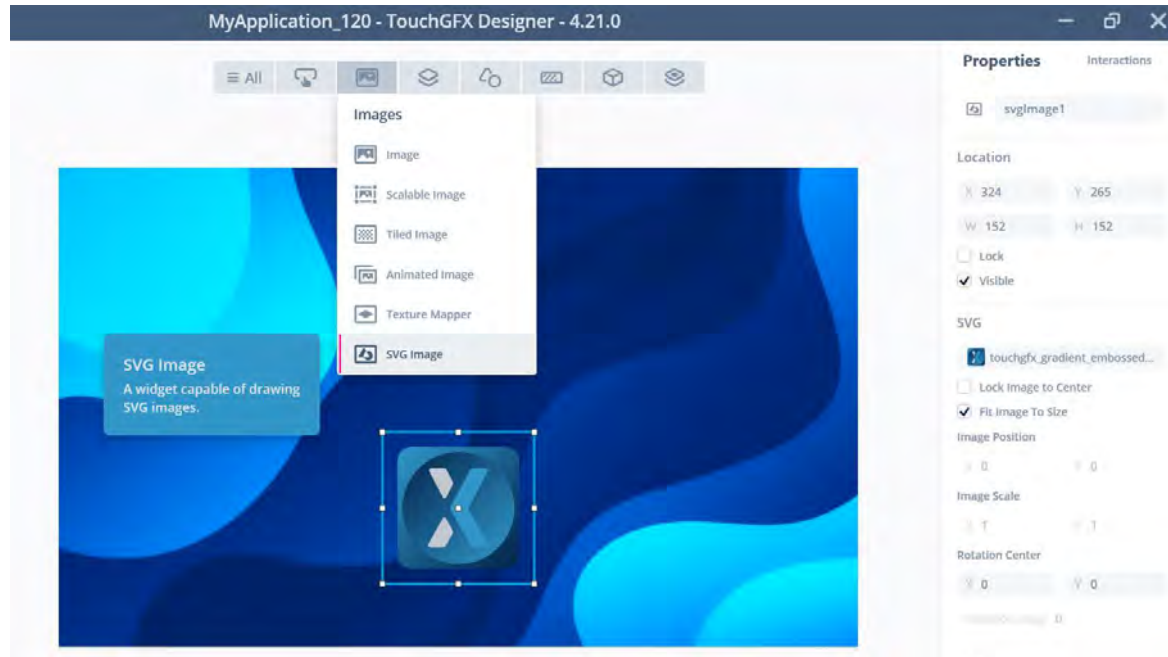 MyApplication_120 - TouchGFX Designer - 4.21.0
All
Images
Image
Scalable Image
Tiled Image
Animated Image
Texture Mapper
SVG Image
SVG Image
A widget capable of drawing
SVG images.
Properties Interactions
svgImage1
Location
X 324 Y 265
W 152 H 152
Lock
Visible
SVG
touchgfx_gradient_embossed...
Lock Image to Center
Fit Image To Size
Image Position
X 0 Y 0
Image Scale
X 1 Y 1
Rotation Center
X 0 Y 0
0